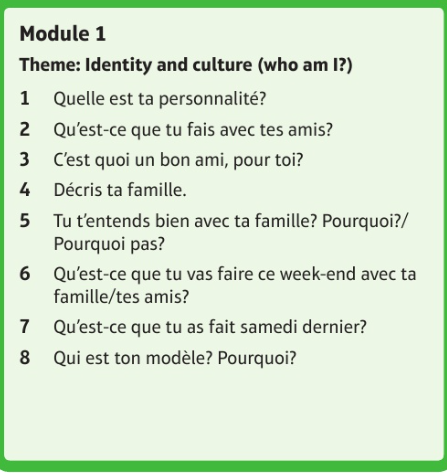 Module 1
Theme: Identity and culture (who am I?)
1 Quelle est ta personnalité?
2 Qu'est-ce que tu fais avec tes amis?
3 C'est quoi un bon ami, pour toi?
4 Décris ta famille.
5 Tu t'entends bien avec ta famille? Pourquoi?/
Pourquoi pas?
6 Qu'est-ce que tu vas faire ce week-end avec ta
famille/tes amis?
7 Qu'est-ce que tu as fait samedi dernier?
8 Qui est ton modèle? Pourquoi?